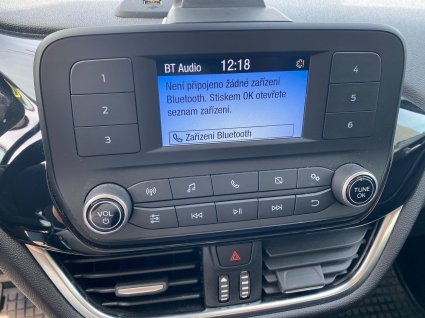 BT Audio 12:18
Není připojeno žádné zařízení
Bluetooth. Stiskem OK otevřete
seznam zařízení.
Zařízení Bluetooth
1
2
3
4
5
6
VOL
TUNE
OK